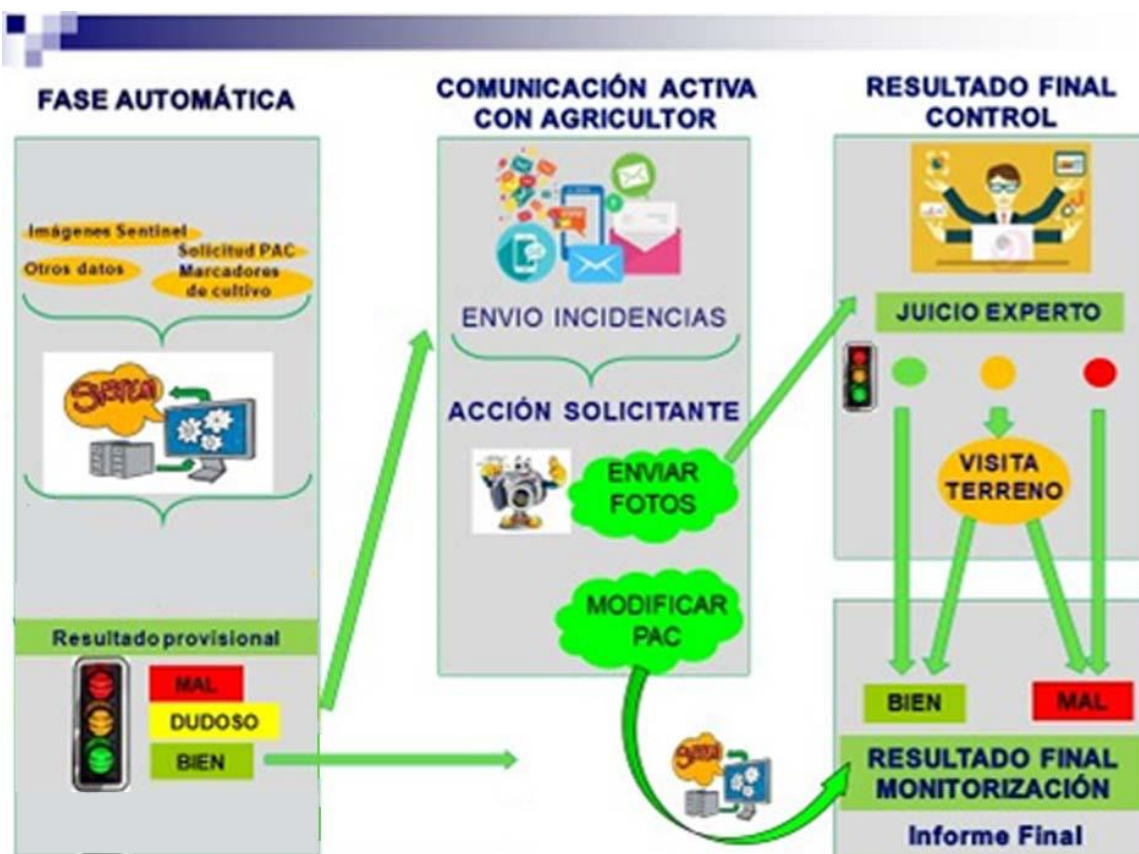 FASE AUTOMÁTICA
Imágenes Sentinel
Solicitud PAC
Otros datos
Marcadores
de cultivo
SYSTEM
Resultado provisional
MAL
DUDOSO
BIEN
COMUNICACIÓN ACTIVA
CON AGRICULTOR
ENVIO INCIDENCIAS
ACCIÓN SOLICITANTE
ENVIAR
FOTOS
MODIFICAR
PAC
SYSTEM
RESULTADO FINAL
CONTROL
JUICIO EXPERTO
VISITA
TERRENO
BIEN
MAL
RESULTADO FINAL
MONITORIZACIÓN
Informe Final